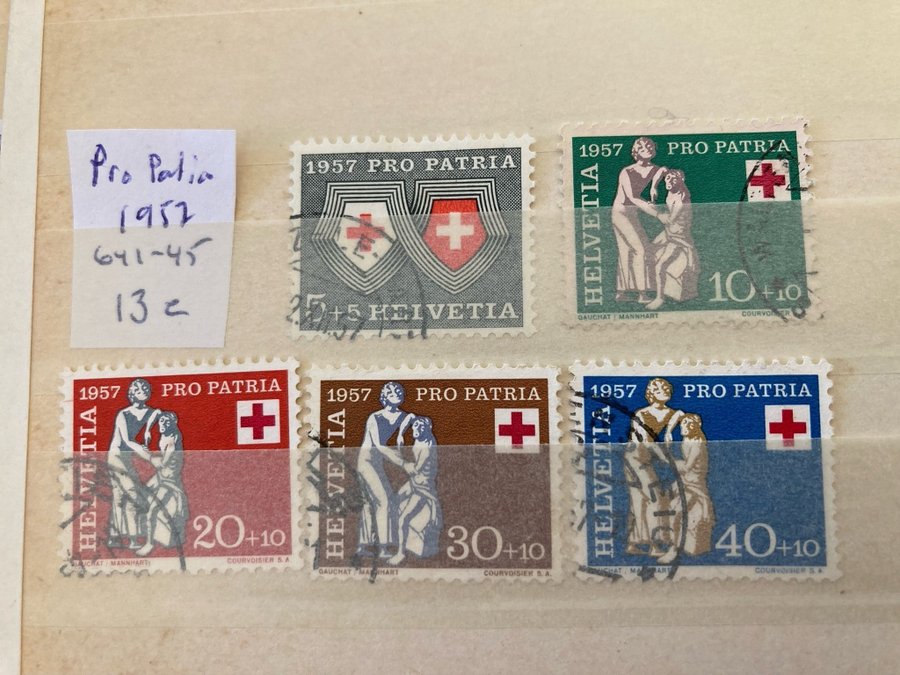 Pro Patria
1957
641-45
13 €
1957 PRO PATRIA
5+5 HELVETIA
1957 PRO PATRIA
HELVETIA
10+10
GAUCHAT / MANNHART COURVOISIER
1957 PRO PATRIA
HELVETIA
20+10
GAUCHAT / MANNHART COURVOISIER S. A.
1957 PRO PATRIA
HELVETIA
30+10
GAUCHAT / MANNHART COURVOISIER S. A.
1957 PRO PATRIA
HELVETIA
40+10
GAUCHAT / MANNHART COURVOISIER S. A.